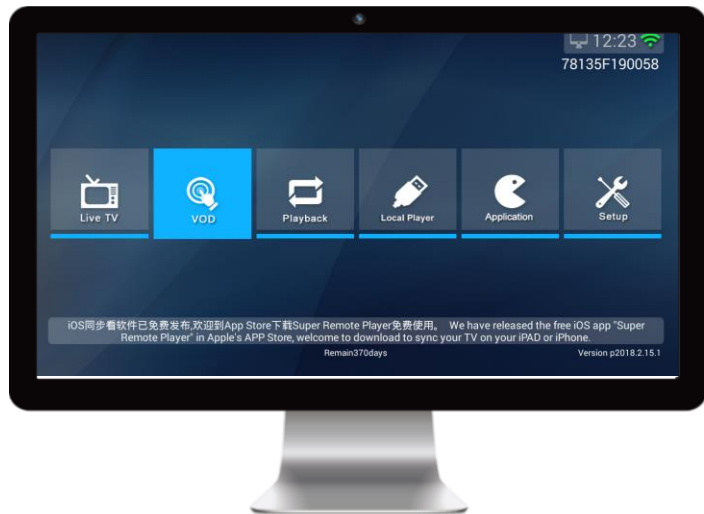 12:23
78135F190058
Live TV
VOD
Playback
Local Player
Application
Setup
iOS同步看软件已免费发布,欢迎到App Store下载Super Remote Player免费使用。 We have released the free iOS app "Super
Remote Player" in Apple's APP Store, welcome to download to sync your TV on your iPAD or iPhone.
Remain370days
Version p2018.2.15.1